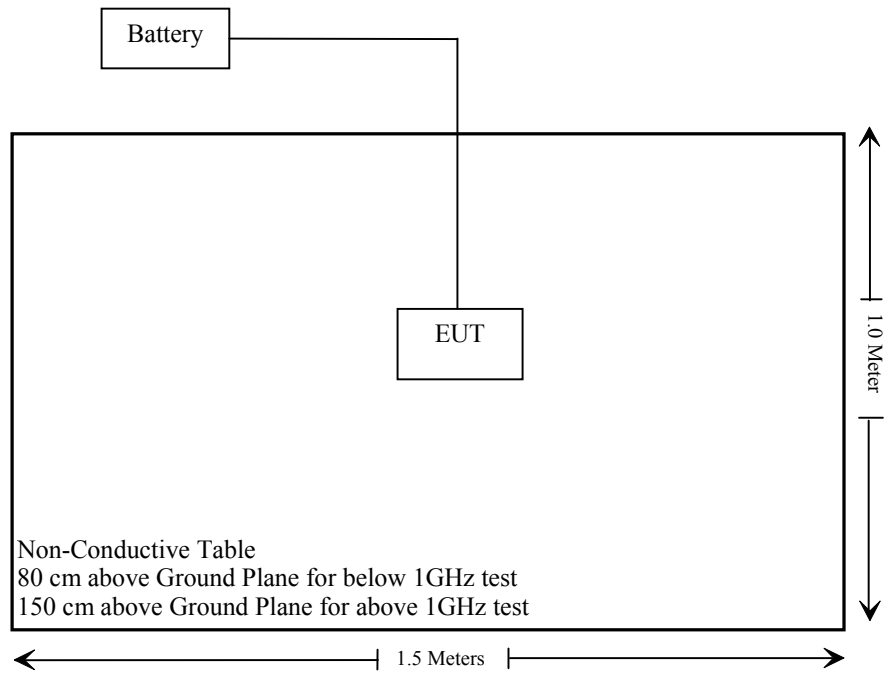 Battery
EUT
1.0 Meter
Non-Conductive Table
80 cm above Ground Plane for below 1GHz test
150 cm above Ground Plane for above 1GHz test
1.5 Meters